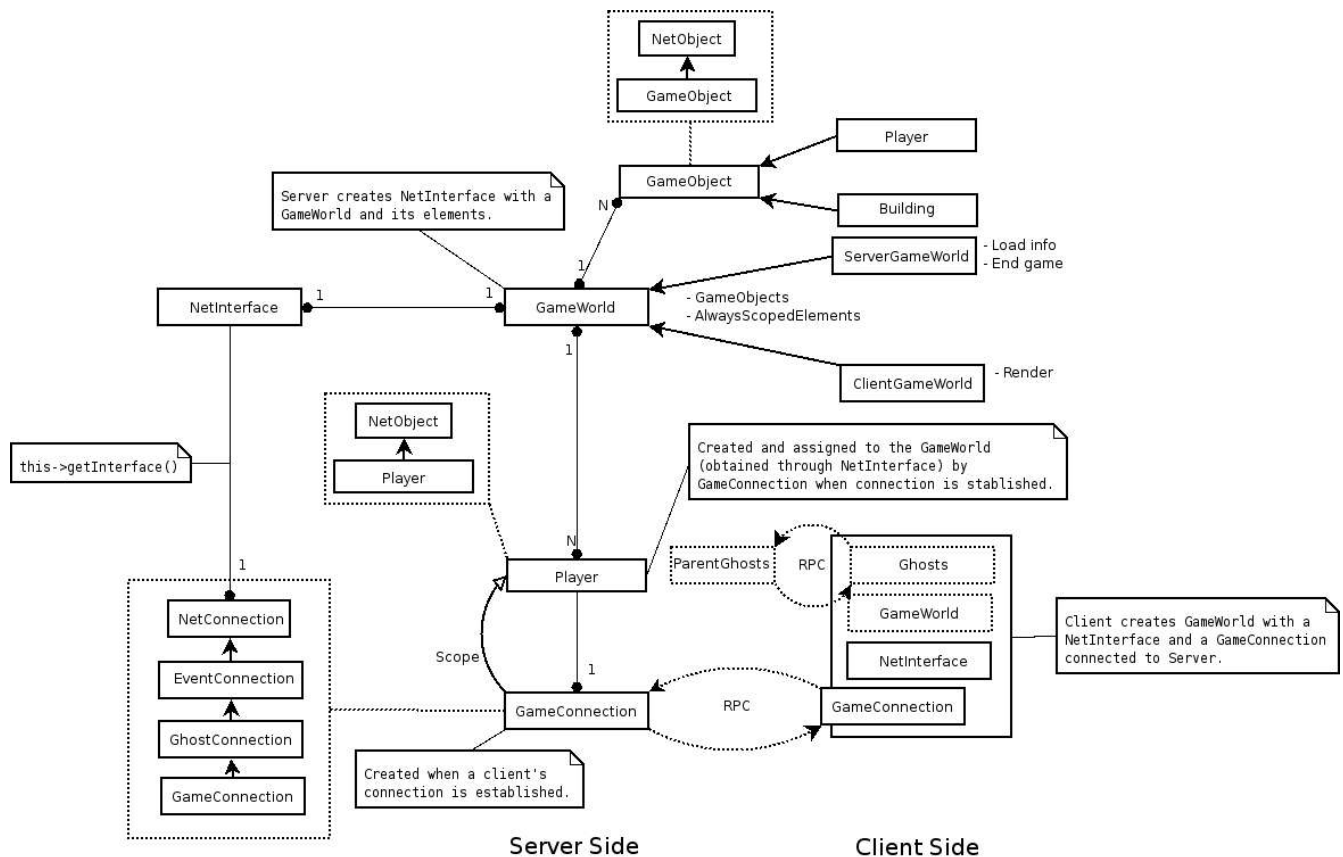 NetObject
GameObject
Player
GameObject
Server creates NetInterface with a
GameWorld and its elements.
N
Building
ServerGameWorld
- Load info
- End game
1
NetInterface
1
1
GameWorld
- GameObjects
- AlwaysScopedElements
1
ClientGameWorld
- Render
NetObject
Player
this->getInterface()
Created and assigned to the GameWorld
(obtained through NetInterface) by
GameConnection when connection is stablished.
N
Player
ParentGhosts
RPC
Ghosts
GameWorld
NetInterface
GameConnection
Client creates GameWorld with a
NetInterface and a GameConnection
connected to Server.
1
NetConnection
EventConnection
GhostConnection
GameConnection
Scope
1
GameConnection
RPC
Created when a client's
connection is established.
Server Side
Client Side